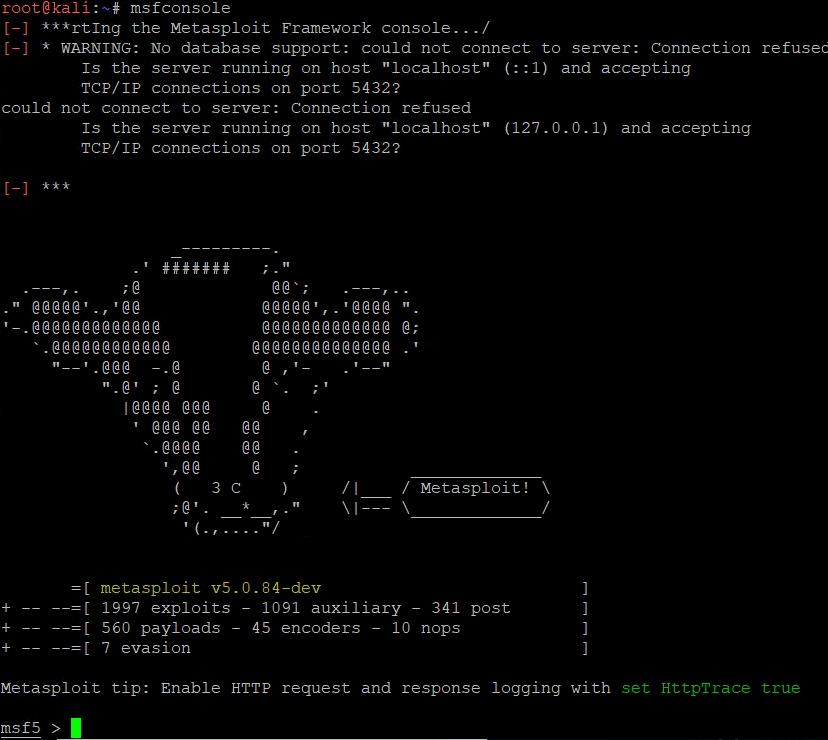 root@kali:~# msfconsole
[-] ***rtIng the Metasploit Framework console.../
[-] * WARNING: No database support: could not connect to server: Connection refused
        Is the server running on host "localhost" (::1) and accepting
        TCP/IP connections on port 5432?
could not connect to server: Connection refused
        Is the server running on host "localhost" (127.0.0.1) and accepting
        TCP/IP connections on port 5432?
[-] ***
                 _---------.
             .' #######   ;."
  .---,.    ;@             @@`;   .---,..
." @@@@@'.,'@@            @@@@@',.'@@@@ ".
'-.@@@@@@@@@@@@@          @@@@@@@@@@@@@ @;
   `.@@@@@@@@@@@@        @@@@@@@@@@@@@@ .'
     "--'.@@@  -.@        @ ,'-   .'--"
          ".@' ; @       @ `.  ;'
            |@@@@ @@@     @    .
             ' @@@ @@   @@    ,
              `.@@@@    @@   .
                ',@@     @   ;           _____________
                 (   3 C    )     /|___ / Metasploit! \
                 ;@'. __*__,."    \|--- \_____________/
                  '(.,...."/
       =[ metasploit v5.0.84-dev                          ]
+ -- --=[ 1997 exploits - 1091 auxiliary - 341 post       ]
+ -- --=[ 560 payloads - 45 encoders - 10 nops            ]
+ -- --=[ 7 evasion                                       ]
Metasploit tip: Enable HTTP request and response logging with set HttpTrace true
msf5 >